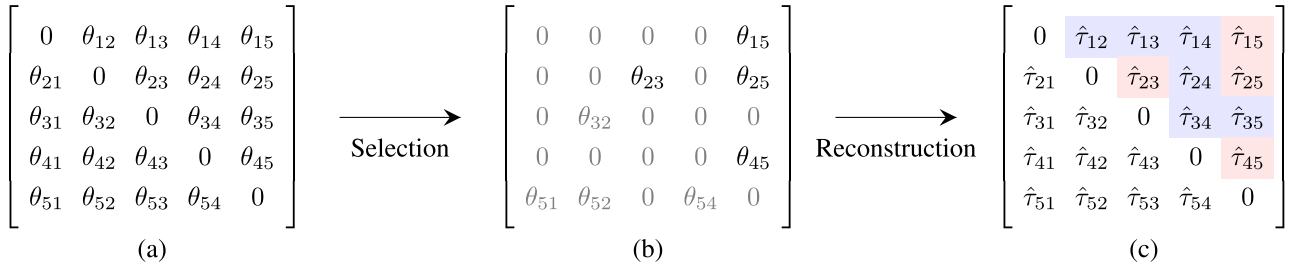 0 θ₁₂ θ₁₃ θ₁₄ θ₁₅ 0 0 0 0 θ₁₅ 0 τ̂₁₂ τ̂₁₃ τ̂₁₄ τ̂₁₅
θ₂₁ 0 θ₂₃ θ₂₄ θ₂₅ 0 0 θ₂₃ 0 θ₂₅ τ̂₂₁ 0 τ̂₂₃ τ̂₂₄ τ̂₂₅
θ₃₁ θ₃₂ 0 θ₃₄ θ₃₅ 0 θ₃₂ 0 0 0 τ̂₃₁ τ̂₃₂ 0 τ̂₃₄ τ̂₃₅
Selection Reconstruction
θ₄₁ θ₄₂ θ₄₃ 0 θ₄₅ 0 0 0 0 θ₄₅ τ̂₄₁ τ̂₄₂ τ̂₄₃ 0 τ̂₄₅
θ₅₁ θ₅₂ θ₅₃ θ₅₄ 0 θ₅₁ θ₅₂ 0 θ₅₄ 0 τ̂₅₁ τ̂₅₂ τ̂₅₃ τ̂₅₄ 0
(a) (b) (c)